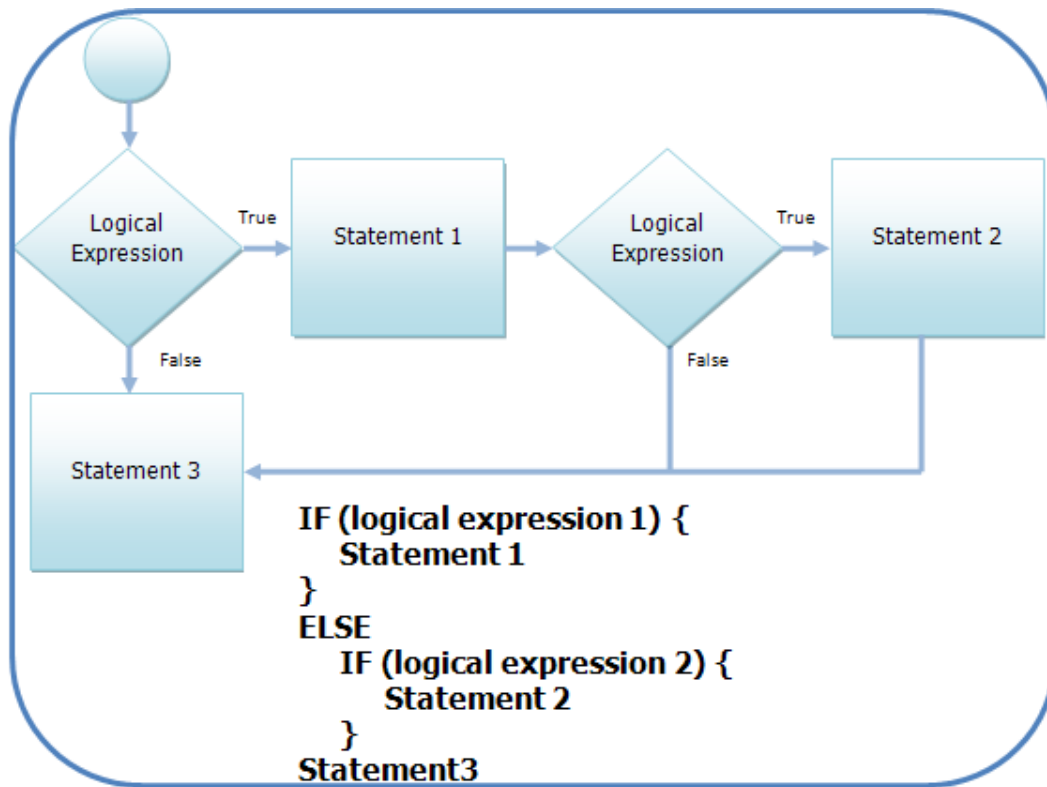 Logical
Expression
True
Statement 1
Logical
Expression
True
Statement 2
False
False
Statement 3
IF (logical expression 1) {
Statement 1
}
ELSE
IF (logical expression 2) {
Statement 2
}
Statement3